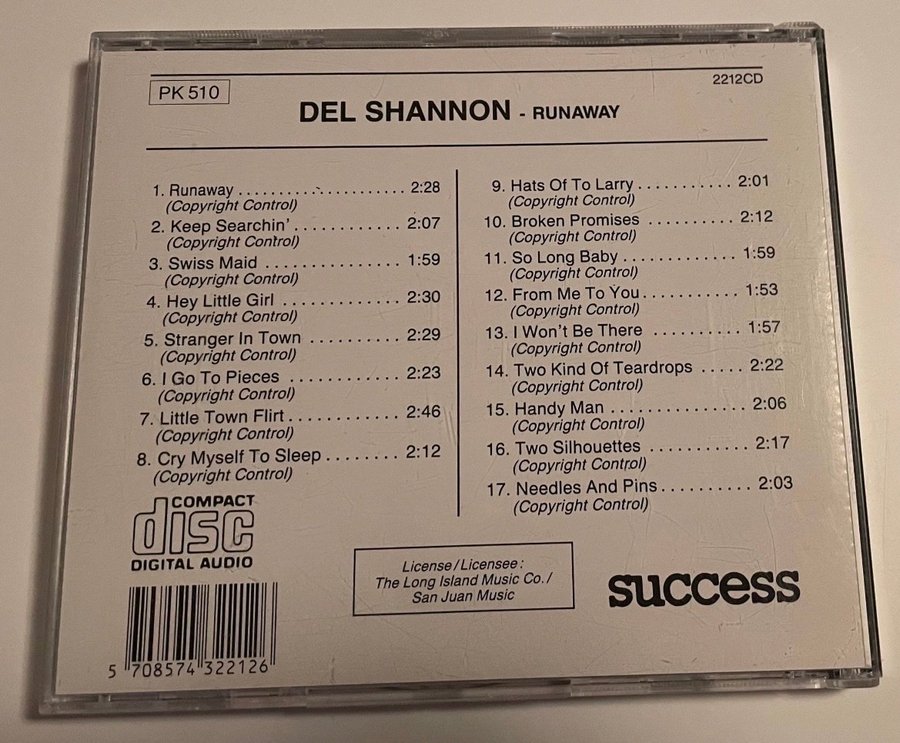 PK 510
2212CD
DEL SHANNON - RUNAWAY
1. Runaway .................... 2:28
(Copyright Control)
2. Keep Searchin' ............ 2:07
(Copyright Control)
3. Swiss Maid ................ 1:59
(Copyright Control)
4. Hey Little Girl ............. 2:30
(Copyright Control)
5. Stranger In Town .......... 2:29
(Copyright Control)
6. I Go To Pieces ............ 2:23
(Copyright Control)
7. Little Town Flirt ............ 2:46
(Copyright Control)
8. Cry Myself To Sleep ........ 2:12
(Copyright Control)
9. Hats Of To Larry ........... 2:01
(Copyright Control)
10. Broken Promises ......... 2:12
(Copyright Control)
11. So Long Baby ............ 1:59
(Copyright Control)
12. From Me To You .......... 1:53
(Copyright Control)
13. I Won't Be There ......... 1:57
(Copyright Control)
14. Two Kind Of Teardrops ..... 2:22
(Copyright Control)
15. Handy Man .............. 2:06
(Copyright Control)
16. Two Silhouettes .......... 2:17
(Copyright Control)
17. Needles And Pins .......... 2:03
(Copyright Control)
COMPACT
disc
DIGITAL AUDIO
License/Licensee:
The Long Island Music Co./
San Juan Music
success
5 708574 322126